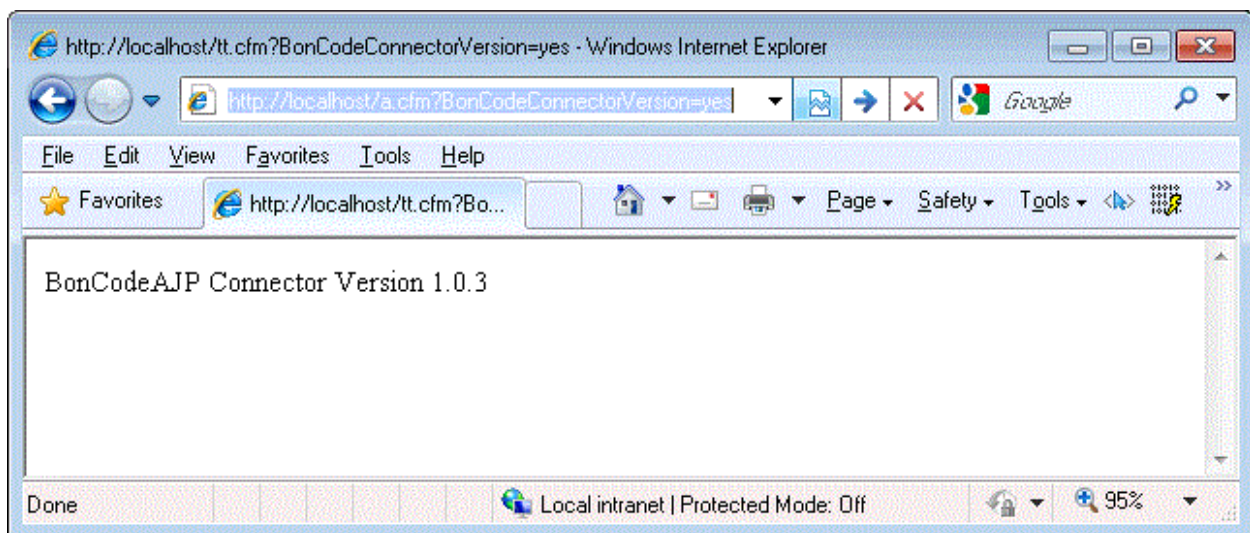 http://localhost/tt.cfm?BonCodeConnectorVersion=yes - Windows Internet Explorer
http://localhost/a.cfm?BonCodeConnectorVersion=yes Google
File Edit View Favorites Tools Help
Favorites http://localhost/tt.cfm?Bo... Page Safety Tools »
BonCodeAJP Connector Version 1.0.3
Done Local intranet | Protected Mode: Off 95%